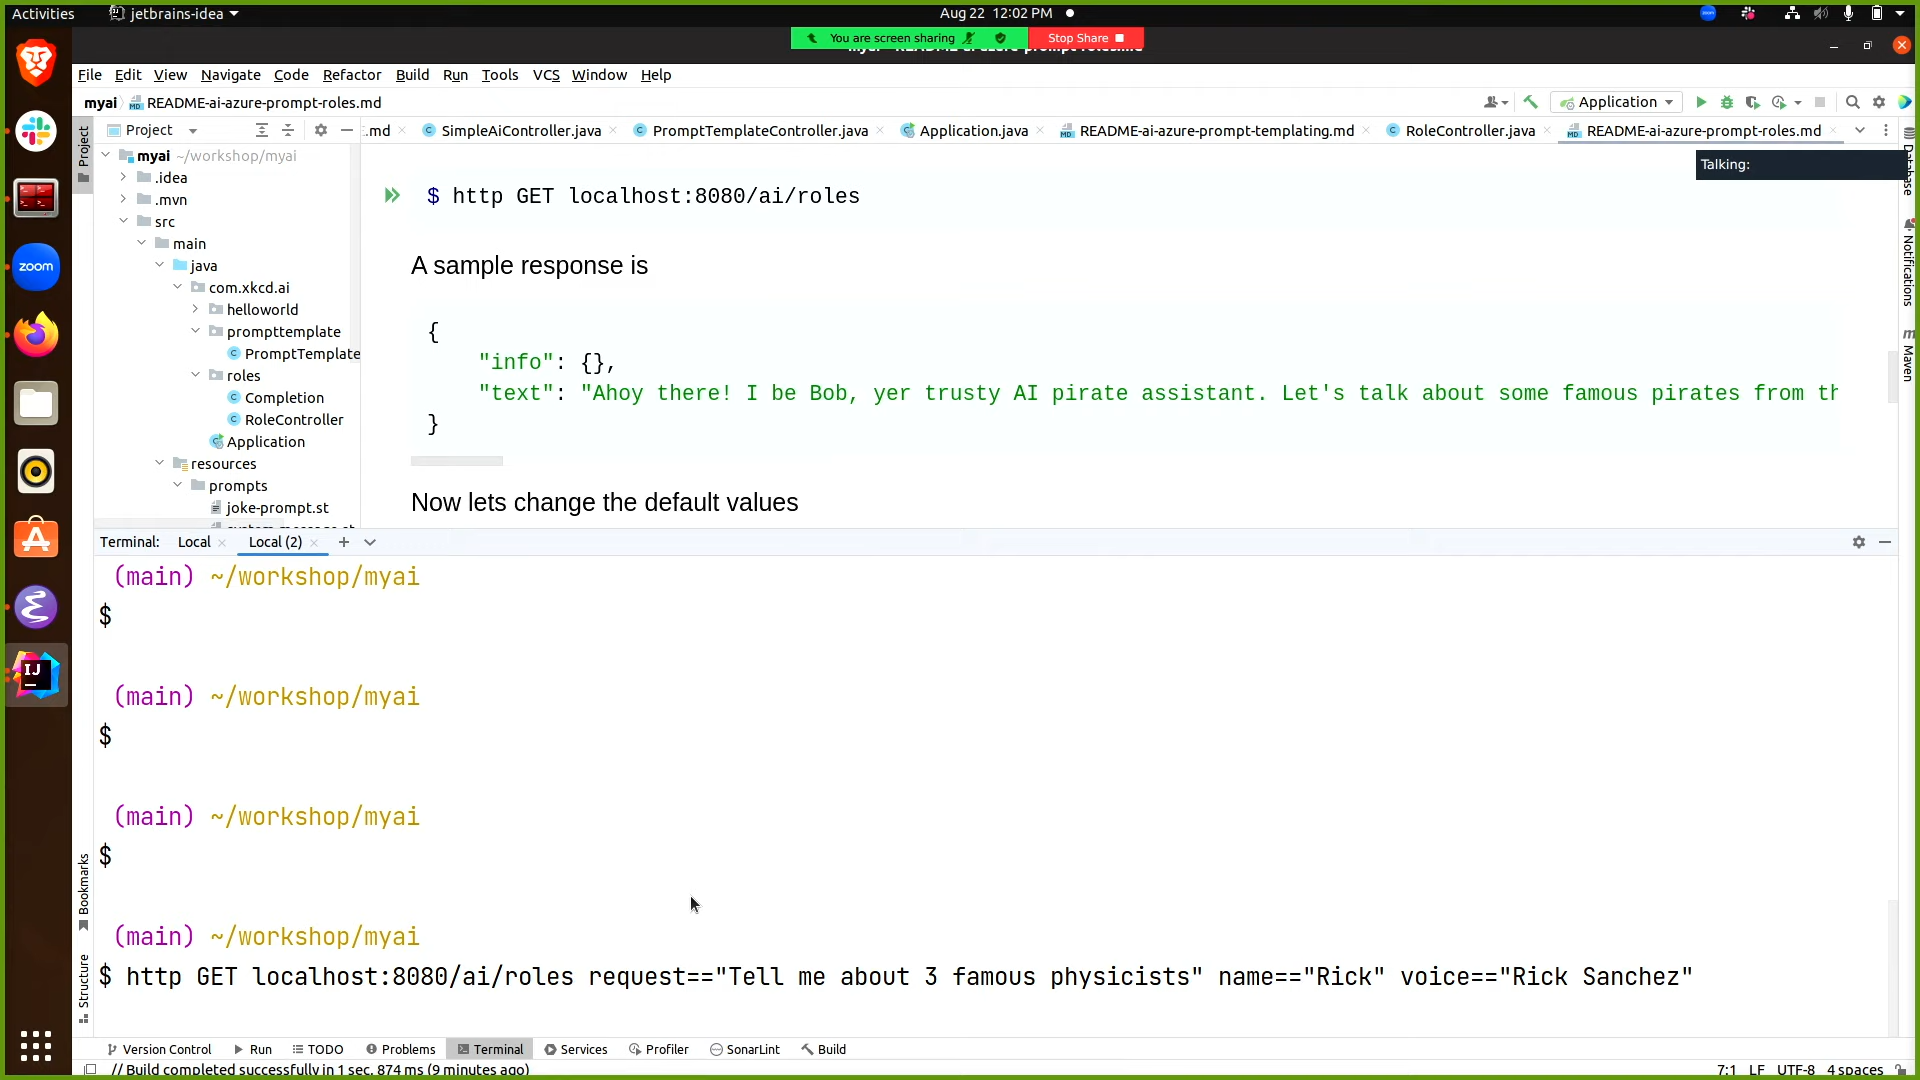 Activities jetbrains-idea Aug 22 12:02 PM
You are screen sharing Stop Share
File Edit View Navigate Code Refactor Build Run Tools VCS Window Help
myai README-ai-azure-prompt-roles.md Application
Project .md SimpleAiController.java PromptTemplateController.java Application.java README-ai-azure-prompt-templating.md RoleController.java README-ai-azure-prompt-roles.md
Talking:
myai ~/workshop/myai
.idea
.mvn
src
main
java
com.xkcd.ai
helloworld
prompttemplate
PromptTemplate
roles
Completion
RoleController
Application
resources
prompts
joke-prompt.st
$ http GET localhost:8080/ai/roles
A sample response is
{
"info": {},
"text": "Ahoy there! I be Bob, yer trusty AI pirate assistant. Let's talk about some famous pirates from th
}
Now lets change the default values
Project
Bookmarks
Structure
Database
Notifications
Maven
zoom
IJ
Terminal: Local Local (2)
(main) ~/workshop/myai
$
(main) ~/workshop/myai
$
(main) ~/workshop/myai
$
(main) ~/workshop/myai
$ http GET localhost:8080/ai/roles request=="Tell me about 3 famous physicists" name=="Rick" voice=="Rick Sanchez"
Version Control Run TODO Problems Terminal Services Profiler SonarLint Build
// Build completed successfully in 1 sec, 874 ms (9 minutes ago) 7:1 LF UTF-8 4 spaces